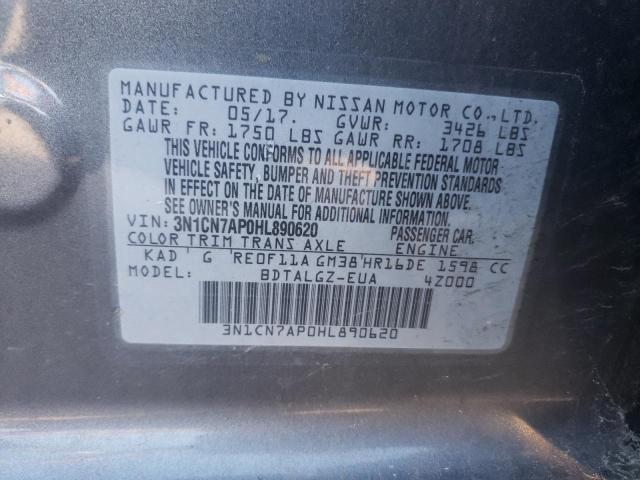 MANUFACTURED BY NISSAN MOTOR CO.,LTD.
DATE: 05/17. GVWR: 3426 LBS
GAWR FR: 1750 LBS GAWR RR: 1708 LBS
THIS VEHICLE CONFORMS TO ALL APPLICABLE FEDERAL MOTOR
VEHICLE SAFETY, BUMPER AND THEFT PREVENTION STANDARDS
IN EFFECT ON THE DATE OF MANUFACTURE SHOWN ABOVE.
SEE OWNER'S MANUAL FOR ADDITIONAL INFORMATION.
VIN: 3N1CN7AP0HL890620 PASSENGER CAR.
COLOR TRIM TRANS AXLE ENGINE
KAD G RE0F11A GM38 HR16DE 1598 CC
MODEL: BDTALGZ-EUA 4Z000
3N1CN7AP0HL890620